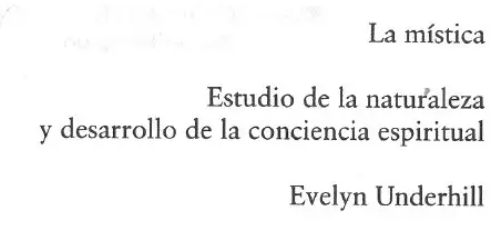 La mística
Estudio de la naturaleza
y desarrollo de la conciencia espiritual
Evelyn Underhill